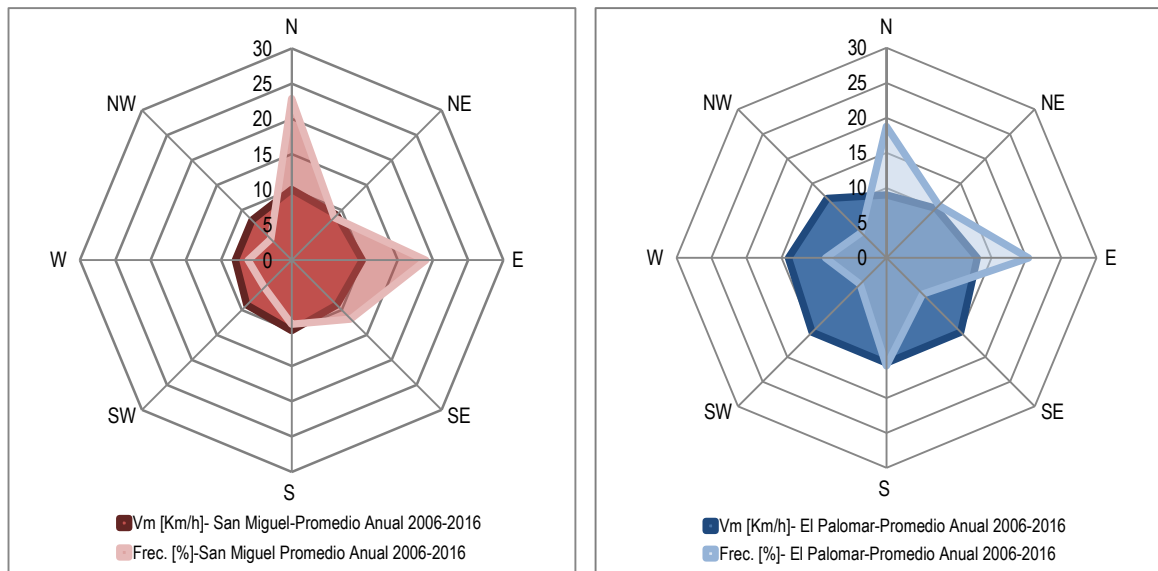 N
30
25
20
15
10
5
0
NW
NE
W
E
SW
SE
S
Vm [Km/h]- San Miguel-Promedio Anual 2006-2016
Frec. [%]-San Miguel Promedio Anual 2006-2016
N
30
25
20
15
10
5
0
NW
NE
W
E
SW
SE
S
Vm [Km/h]- El Palomar-Promedio Anual 2006-2016
Frec. [%]- El Palomar-Promedio Anual 2006-2016